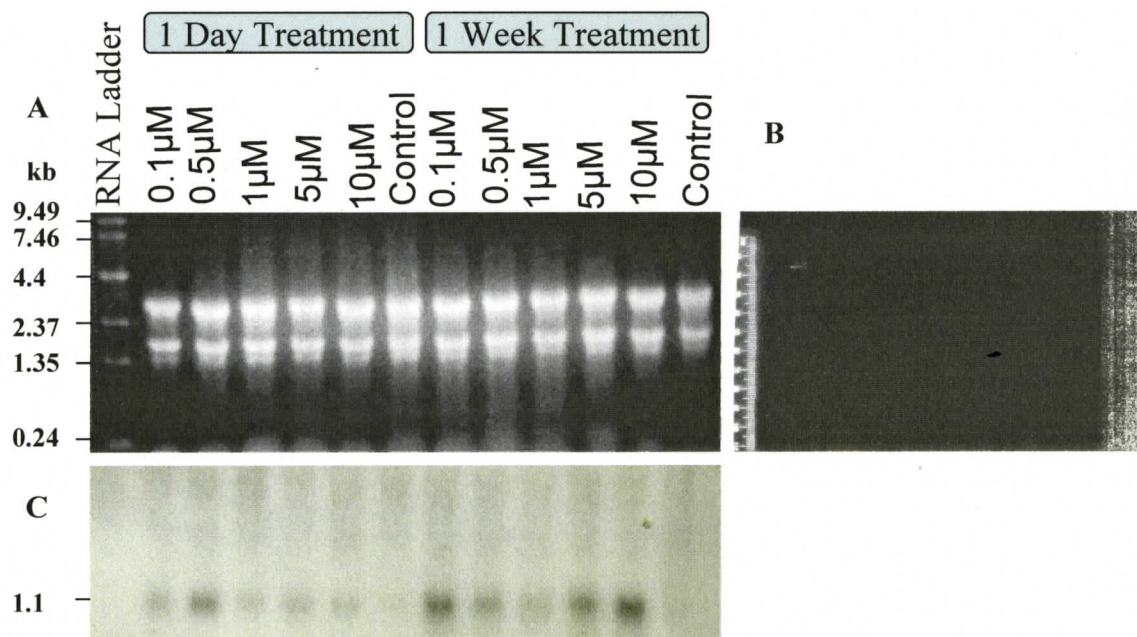 1 Day Treatment 1 Week Treatment
A
B
kb
RNA Ladder
0.1µM
0.5µM
1µM
5µM
10µM
Control
0.1µM
0.5µM
1µM
5µM
10µM
Control
9.49
7.46
4.4
2.37
1.35
0.24
C
1.1